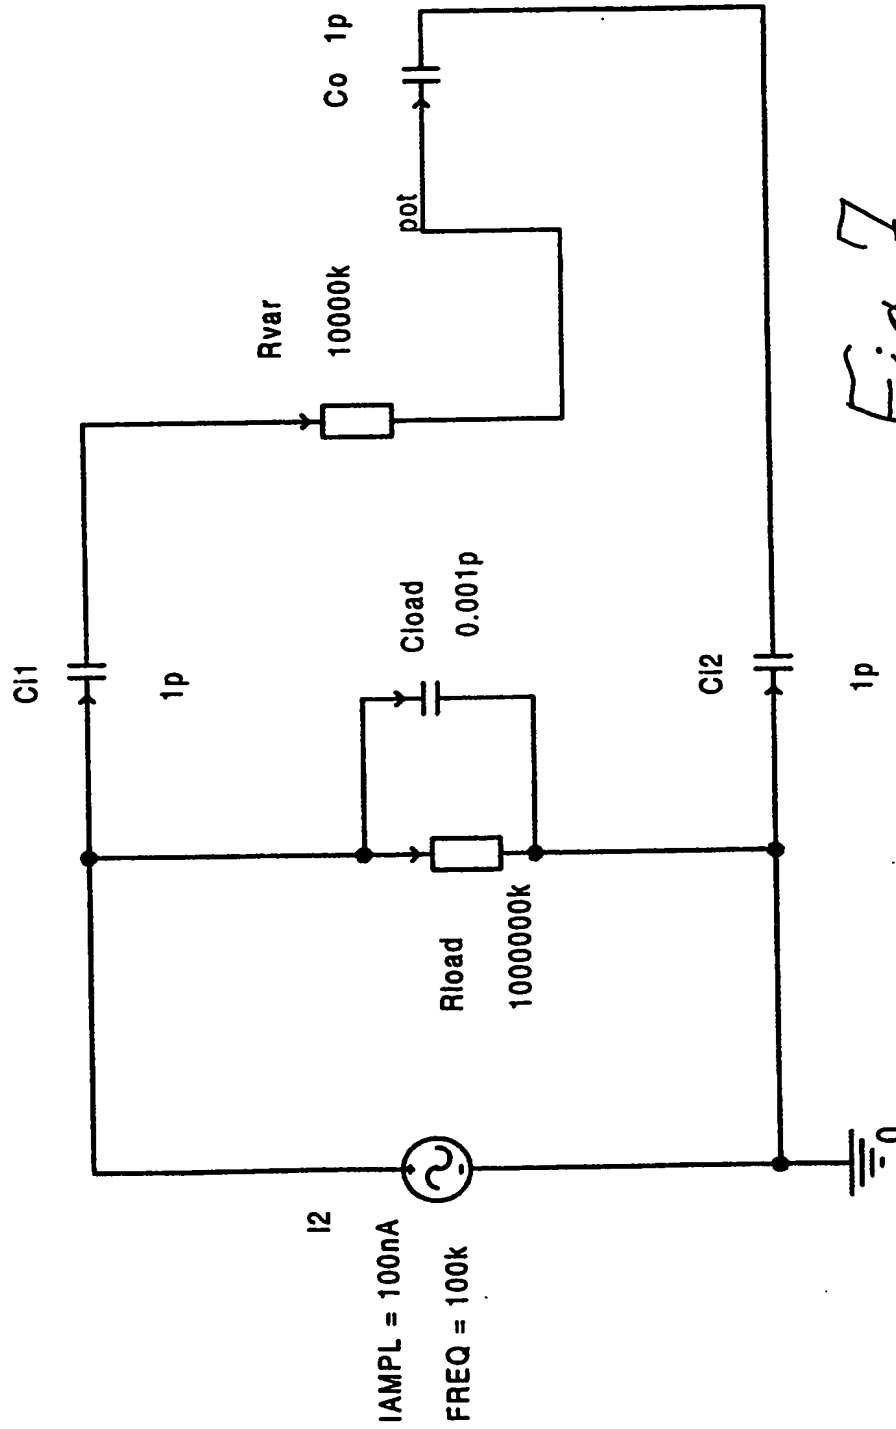 Ci1
1p
Co 1p
pot
Rvar
10000k
Cload
0.001p
Rload
1000000k
Ci2
1p
I2
IAMPL = 100nA
FREQ = 100k
0
Fig 7